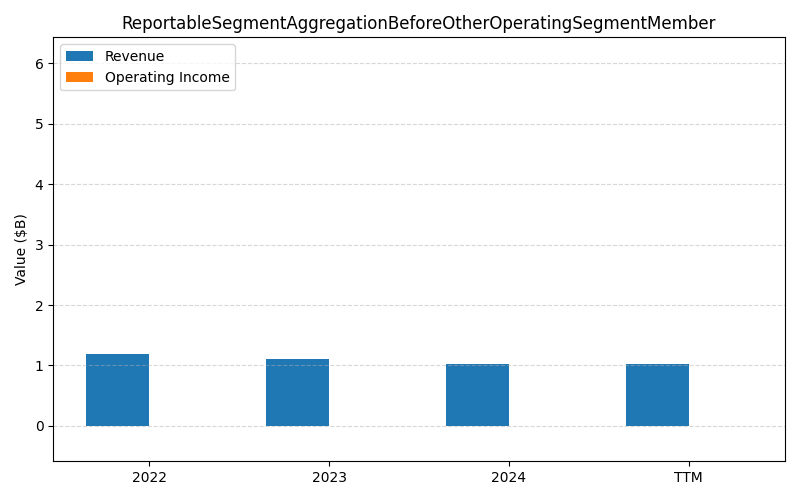 ReportableSegmentAggregationBeforeOtherOperatingSegmentMember
Revenue
Operating Income
Value ($B)
6
5
4
3
2
1
0
2022
2023
2024
TTM